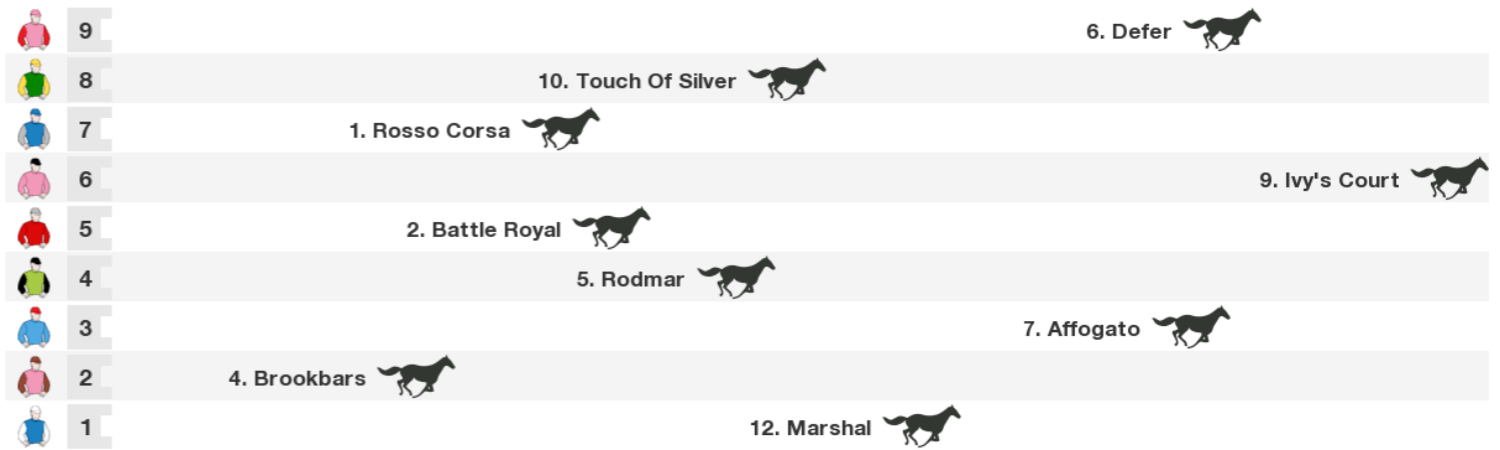 9 6. Defer
8 10. Touch Of Silver
7 1. Rosso Corsa
6 9. Ivy's Court
5 2. Battle Royal
4 5. Rodmar
3 7. Affogato
2 4. Brookbars
1 12. Marshal